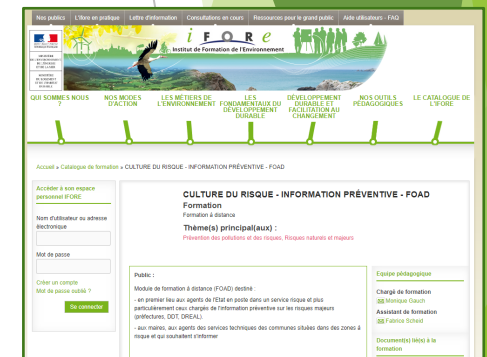 Nos publics
L'Ifore en pratique
Lettre d'information
Consultations en cours
Ressources pour le grand public
Aide utilisateurs - FAQ
i F O R e
Institut de Formation de l'Environnement
QUI SOMMES NOUS ?
NOS MODES D'ACTION
LES MÉTIERS DE L'ENVIRONNEMENT
LES FONDAMENTAUX DU DÉVELOPPEMENT DURABLE
DÉVELOPPEMENT DURABLE ET FACILITATION AU CHANGEMENT
NOS OUTILS PÉDAGOGIQUES
LE CATALOGUE DE L'IFORE
Accueil » Catalogue de formation » CULTURE DU RISQUE - INFORMATION PRÉVENTIVE - FOAD
Accéder à son espace
personnel IFORE
Nom d'utilisateur ou adresse
électronique
Mot de passe
Créer un compte
Mot de passe oublié ?
Se connecter
CULTURE DU RISQUE - INFORMATION PRÉVENTIVE - FOAD
Formation
Formation à distance
Thème(s) principal(aux) :
Prévention des pollutions et des risques, Risques naturels et majeurs
Public :
Module de formation à distance (FOAD) destiné :
- en premier lieu aux agents de l'Etat en poste dans un service risque et plus
particulièrement ceux chargés de l'information préventive sur les risques majeurs
(préfectures, DDT, DREAL).
- aux maires, aux agents des services techniques des communes situées dans des zones à
risque et qui souhaitent s'informer
Equipe pédagogique
Chargé de formation
Monique Gauch
Assistant de formation
Fabrice Scheid
Document(s) lié(s) à la
formation